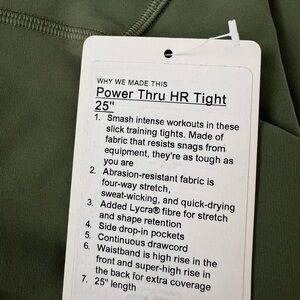 WHY WE MADE THIS
Power Thru HR Tight
25"
1. Smash intense workouts in these
slick training tights. Made of
fabric that resists snags from
equipment, they're as tough as
you are
2. Abrasion-resistant fabric is
four-way stretch,
sweat-wicking, and quick-drying
3. Added Lycra® fibre for stretch
and shape retention
4. Side drop-in pockets
5. Continuous drawcord
6. Waistband is high rise in the
front and super-high rise in
the back for extra coverage
7. 25" length